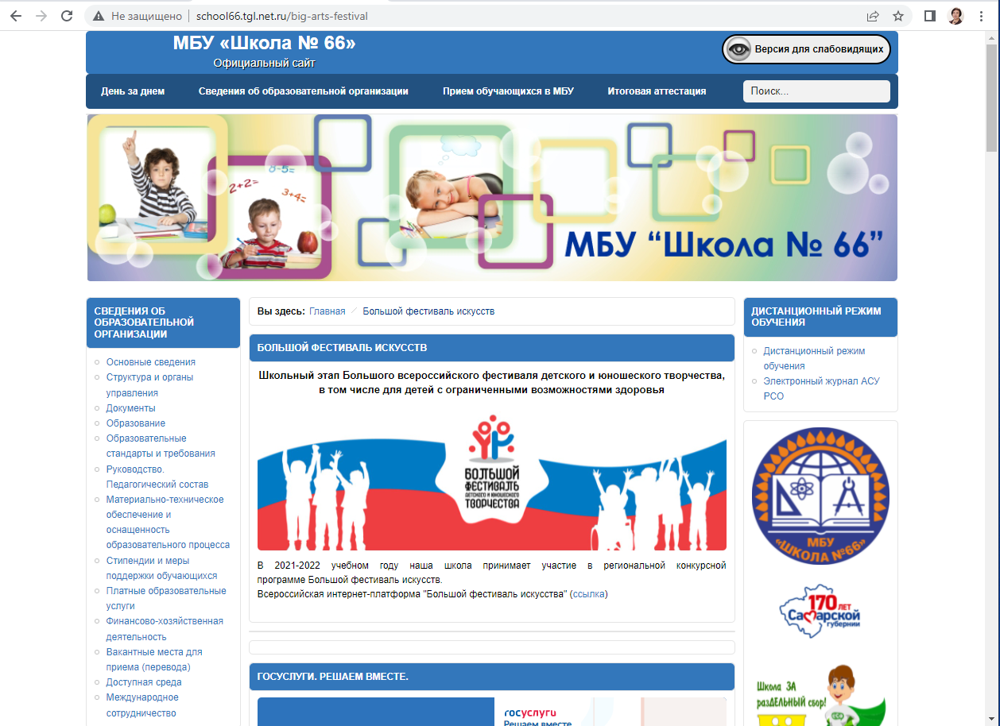 Не защищено
school66.tgl.net.ru/big-arts-festival
МБУ «Школа № 66»
Официальный сайт
Версия для слабовидящих
День за днем
Сведения об образовательной организации
Прием обучающихся в МБУ
Итоговая аттестация
Поиск...
6-5=
2+2=
3+4=
МБУ “Школа № 66”
СВЕДЕНИЯ ОБ
ОБРАЗОВАТЕЛЬНОЙ
ОРГАНИЗАЦИИ
Основные сведения
Структура и органы
управления
Документы
Образование
Образовательные
стандарты и требования
Руководство.
Педагогический состав
Материально-техническое
обеспечение и
оснащенность
образовательного процесса
Стипендии и меры
поддержки обучающихся
Платные образовательные
услуги
Финансово-хозяйственная
деятельность
Вакантные места для
приема (перевода)
Доступная среда
Международное
сотрудничество
Вы здесь: Главная / Большой фестиваль искусств
БОЛЬШОЙ ФЕСТИВАЛЬ ИСКУССТВ
Школьный этап Большого всероссийского фестиваля детского и юношеского творчества,
в том числе для детей с ограниченными возможностями здоровья
БОЛЬШОЙ
ФЕСТИВАЛЬ
ДЕТСКОГО И ЮНОШЕСКОГО
ТВОРЧЕСТВА
В 2021-2022 учебном году наша школа принимает участие в региональной конкурсной
программе Большой фестиваль искусств.
Всероссийская интернет-платформа "Большой фестиваль искусства" (ссылка)
ГОСУСЛУГИ. РЕШАЕМ ВМЕСТЕ.
госуслуги
Решаем вместе
ДИСТАНЦИОННЫЙ РЕЖИМ
ОБУЧЕНИЯ
Дистанционный режим
обучения
Электронный журнал АСУ
РСО
МБУ
«ШКОЛА №66»
170 ЛЕТ
Самарской
губернии
Школа ЗА
раздЕЛЬНЫЙ сбор!